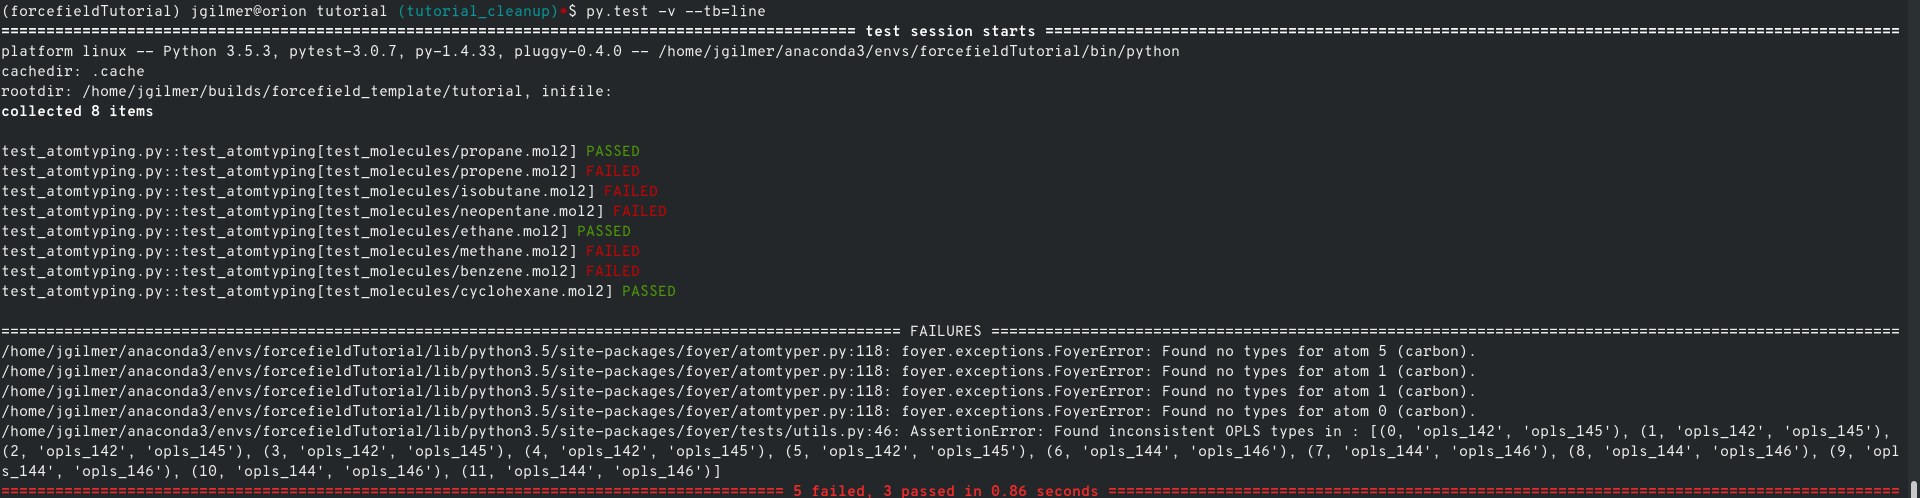 (forcefieldTutorial) jgilmer@orion tutorial (tutorial_cleanup)•$ py.test -v --tb=line
=============================================================================================== test session starts ===============================================================================================
platform linux -- Python 3.5.3, pytest-3.0.7, py-1.4.33, pluggy-0.4.0 -- /home/jgilmer/anaconda3/envs/forcefieldTutorial/bin/python
cachedir: .cache
rootdir: /home/jgilmer/builds/forcefield_template/tutorial, inifile:
collected 8 items
test_atomtyping.py::test_atomtyping[test_molecules/propane.mol2] PASSED
test_atomtyping.py::test_atomtyping[test_molecules/propene.mol2] FAILED
test_atomtyping.py::test_atomtyping[test_molecules/isobutane.mol2] FAILED
test_atomtyping.py::test_atomtyping[test_molecules/neopentane.mol2] FAILED
test_atomtyping.py::test_atomtyping[test_molecules/ethane.mol2] PASSED
test_atomtyping.py::test_atomtyping[test_molecules/methane.mol2] FAILED
test_atomtyping.py::test_atomtyping[test_molecules/benzene.mol2] FAILED
test_atomtyping.py::test_atomtyping[test_molecules/cyclohexane.mol2] PASSED
==================================================================================================== FAILURES =====================================================================================================
/home/jgilmer/anaconda3/envs/forcefieldTutorial/lib/python3.5/site-packages/foyer/atomtyper.py:118: foyer.exceptions.FoyerError: Found no types for atom 5 (carbon).
/home/jgilmer/anaconda3/envs/forcefieldTutorial/lib/python3.5/site-packages/foyer/atomtyper.py:118: foyer.exceptions.FoyerError: Found no types for atom 1 (carbon).
/home/jgilmer/anaconda3/envs/forcefieldTutorial/lib/python3.5/site-packages/foyer/atomtyper.py:118: foyer.exceptions.FoyerError: Found no types for atom 1 (carbon).
/home/jgilmer/anaconda3/envs/forcefieldTutorial/lib/python3.5/site-packages/foyer/atomtyper.py:118: foyer.exceptions.FoyerError: Found no types for atom 0 (carbon).
/home/jgilmer/anaconda3/envs/forcefieldTutorial/lib/python3.5/site-packages/foyer/tests/utils.py:46: AssertionError: Found inconsistent OPLS types in : [(0, 'opls_142', 'opls_145'), (1, 'opls_142', 'opls_145'),
(2, 'opls_142', 'opls_145'), (3, 'opls_142', 'opls_145'), (4, 'opls_142', 'opls_145'), (5, 'opls_142', 'opls_145'), (6, 'opls_144', 'opls_146'), (7, 'opls_144', 'opls_146'), (8, 'opls_144', 'opls_146'), (9, 'opl
s_144', 'opls_146'), (10, 'opls_144', 'opls_146'), (11, 'opls_144', 'opls_146')]
======================================================================================= 5 failed, 3 passed in 0.86 seconds ========================================================================================